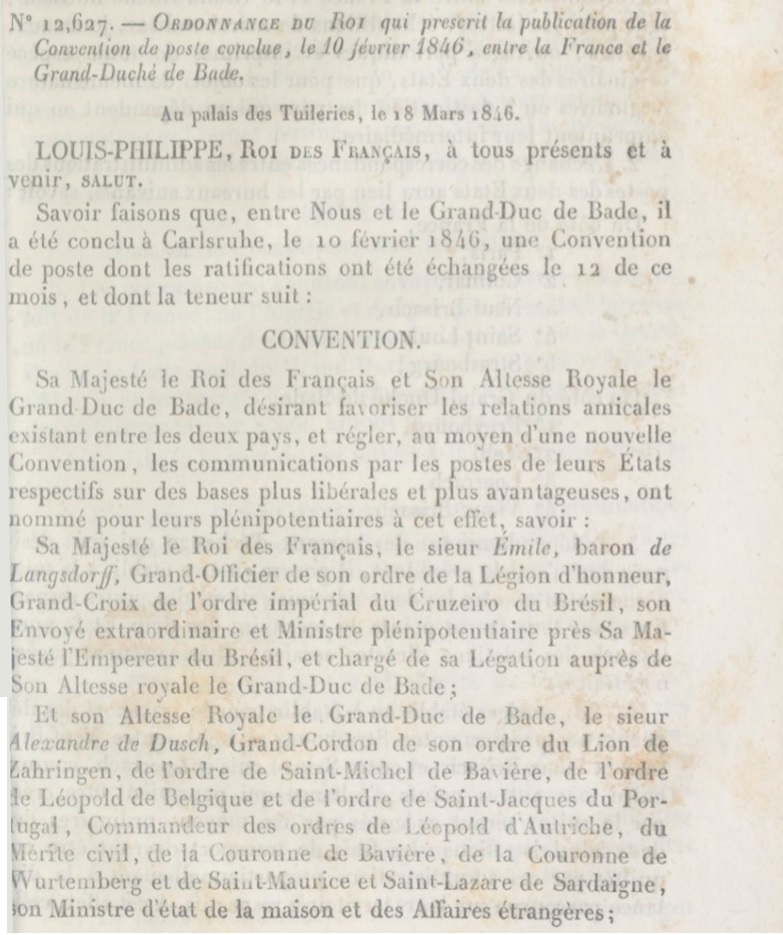 N° 12,627. — ORDONNANCE DU ROI qui prescrit la publication de la
Convention de poste conclue, le 10 février 1846, entre la France et le
Grand-Duché de Bade.
Au palais des Tuileries, le 18 Mars 1846.
LOUIS-PHILIPPE, ROI DES FRANÇAIS, à tous présents et à
venir, SALUT.
Savoir faisons que, entre Nous et le Grand-Duc de Bade, il
a été conclu à Carlsruhe, le 10 février 1846, une Convention
de poste dont les ratifications ont été échangées le 12 de ce
mois, et dont la teneur suit :
CONVENTION.
Sa Majesté le Roi des Français et Son Altesse Royale le
Grand Duc de Bade, désirant favoriser les relations amicales
existant entre les deux pays, et régler, au moyen d'une nouvelle
Convention, les communications par les postes de leurs États
respectifs sur des bases plus libérales et plus avantageuses, ont
nommé pour leurs plénipotentiaires à cet effet, savoir :
Sa Majesté le Roi des Français, le sieur Émile, baron de
Langsdorff, Grand-Officier de son ordre de la Légion d'honneur,
Grand-Croix de l'ordre impérial du Cruzeiro du Brésil, son
Envoyé extraordinaire et Ministre plénipotentiaire près Sa Ma-
jesté l'Empereur du Brésil, et chargé de sa Légation auprès de
Son Altesse royale le Grand-Duc de Bade ;
Et son Altesse Royale le Grand-Duc de Bade, le sieur
Alexandre de Dusch, Grand-Cordon de son ordre du Lion de
Zahringen, de l'ordre de Saint-Michel de Bavière, de l'ordre
de Léopold de Belgique et de l'ordre de Saint-Jacques du Por-
tugal, Commandeur des ordres de Léopold d'Autriche, du
Mérite civil, de la Couronne de Bavière, de la Couronne de
Wurtemberg et de Saint-Maurice et Saint-Lazare de Sardaigne,
son Ministre d'état de la maison et des Affaires étrangères ;